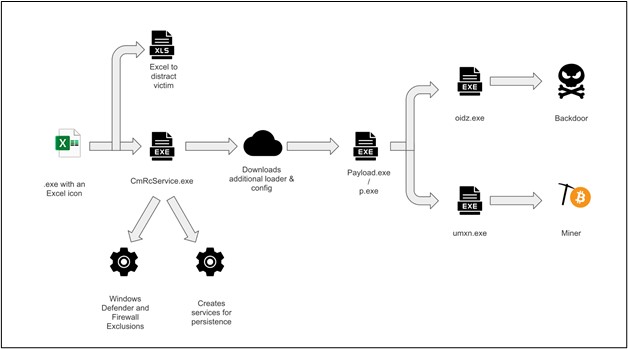 XLS
Excel to
distract
victim
X
.exe with an
Excel icon
EXE
CmRcService.exe
Downloads
additional loader &
config
EXE
Payload.exe
/
p.exe
EXE
oidz.exe
Backdoor
EXE
umxn.exe
Miner
Windows
Defender and
Firewall
Exclusions
Creates
services for
persistence